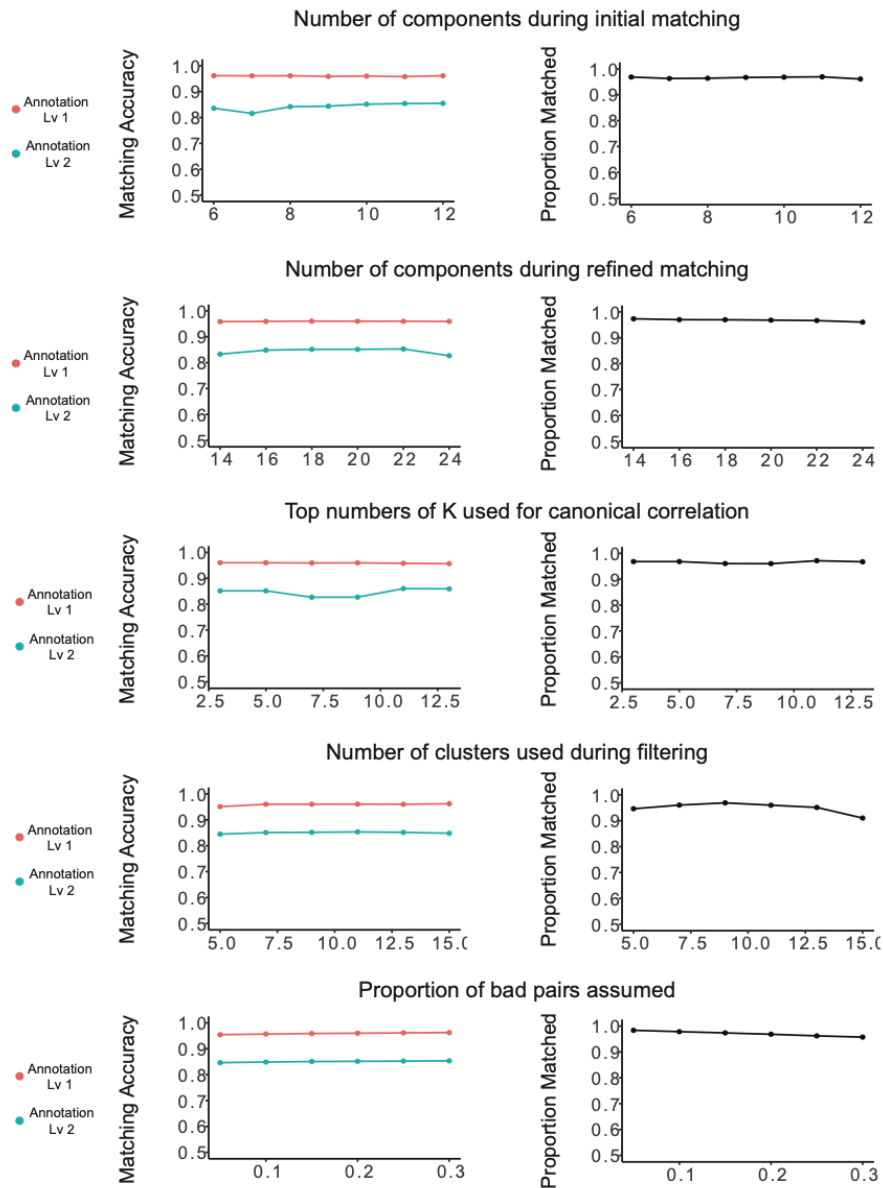 Number of components during initial matching
Annotation
Lv 1
Annotation
Lv 2
Matching Accuracy
1.0
0.9
0.8
0.7
0.6
0.5
6 8 10 12
Proportion Matched
1.0
0.9
0.8
0.7
0.6
0.5
6 8 10 12
Number of components during refined matching
Annotation
Lv 1
Annotation
Lv 2
Matching Accuracy
1.0
0.9
0.8
0.7
0.6
0.5
14 16 18 20 22 24
Proportion Matched
1.0
0.9
0.8
0.7
0.6
0.5
14 16 18 20 22 24
Top numbers of K used for canonical correlation
Annotation
Lv 1
Annotation
Lv 2
Matching Accuracy
1.0
0.9
0.8
0.7
0.6
0.5
2.5 5.0 7.5 10.0 12.5
Proportion Matched
1.0
0.9
0.8
0.7
0.6
0.5
2.5 5.0 7.5 10.0 12.5
Number of clusters used during filtering
Annotation
Lv 1
Annotation
Lv 2
Matching Accuracy
1.0
0.9
0.8
0.7
0.6
0.5
5.0 7.5 10.0 12.5 15.0
Proportion Matched
1.0
0.9
0.8
0.7
0.6
0.5
5.0 7.5 10.0 12.5 15.0
Proportion of bad pairs assumed
Annotation
Lv 1
Annotation
Lv 2
Matching Accuracy
1.0
0.9
0.8
0.7
0.6
0.5
0.1 0.2 0.3
Proportion Matched
1.0
0.9
0.8
0.7
0.6
0.5
0.1 0.2 0.3